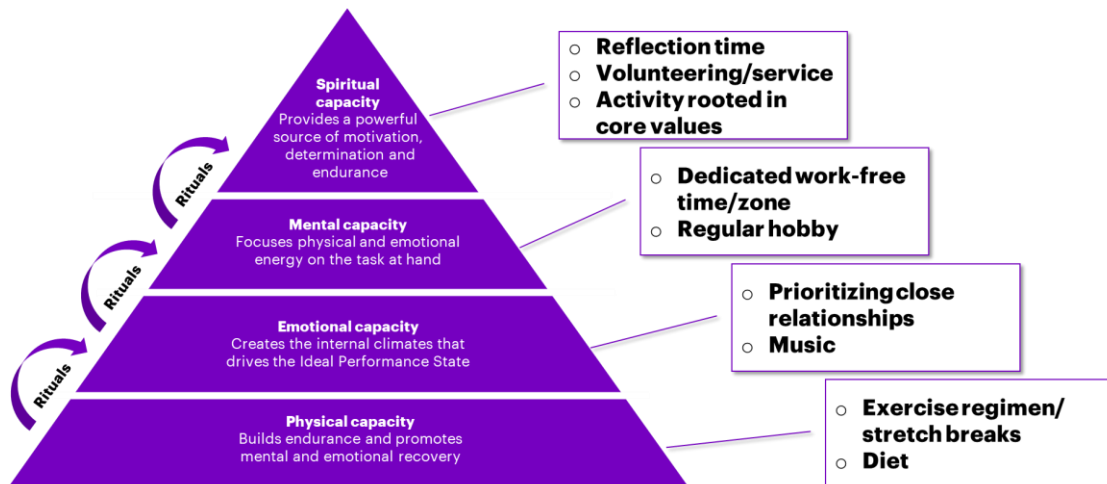 Spiritual
capacity
Provides a powerful
source of motivation,
determination and
endurance
○ Reflection time
○ Volunteering/service
○ Activity rooted in
core values
Rituals
Mental capacity
Focuses physical and emotional
energy on the task at hand
○ Dedicated work-free
time/zone
○ Regular hobby
Rituals
Emotional capacity
Creates the internal climates that
drives the Ideal Performance State
○ Prioritizing close
relationships
○ Music
Rituals
Physical capacity
Builds endurance and promotes
mental and emotional recovery
○ Exercise regimen/
stretch breaks
○ Diet